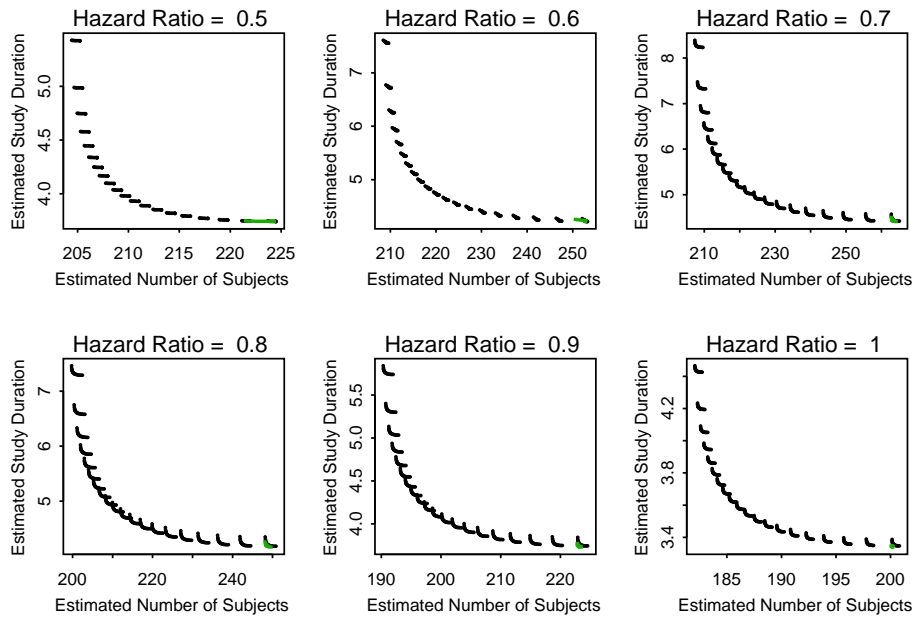 Hazard Ratio = 0.5
Estimated Study Duration
4.0 4.5 5.0
205 210 215 220 225
Estimated Number of Subjects
Hazard Ratio = 0.6
Estimated Study Duration
5 6 7
210 220 230 240 250
Estimated Number of Subjects
Hazard Ratio = 0.7
Estimated Study Duration
5 6 7 8
210 230 250
Estimated Number of Subjects
Hazard Ratio = 0.8
Estimated Study Duration
5 6 7
200 220 240
Estimated Number of Subjects
Hazard Ratio = 0.9
Estimated Study Duration
4.0 4.5 5.0 5.5
190 200 210 220
Estimated Number of Subjects
Hazard Ratio = 1
Estimated Study Duration
3.4 3.8 4.2
185 190 195 200
Estimated Number of Subjects